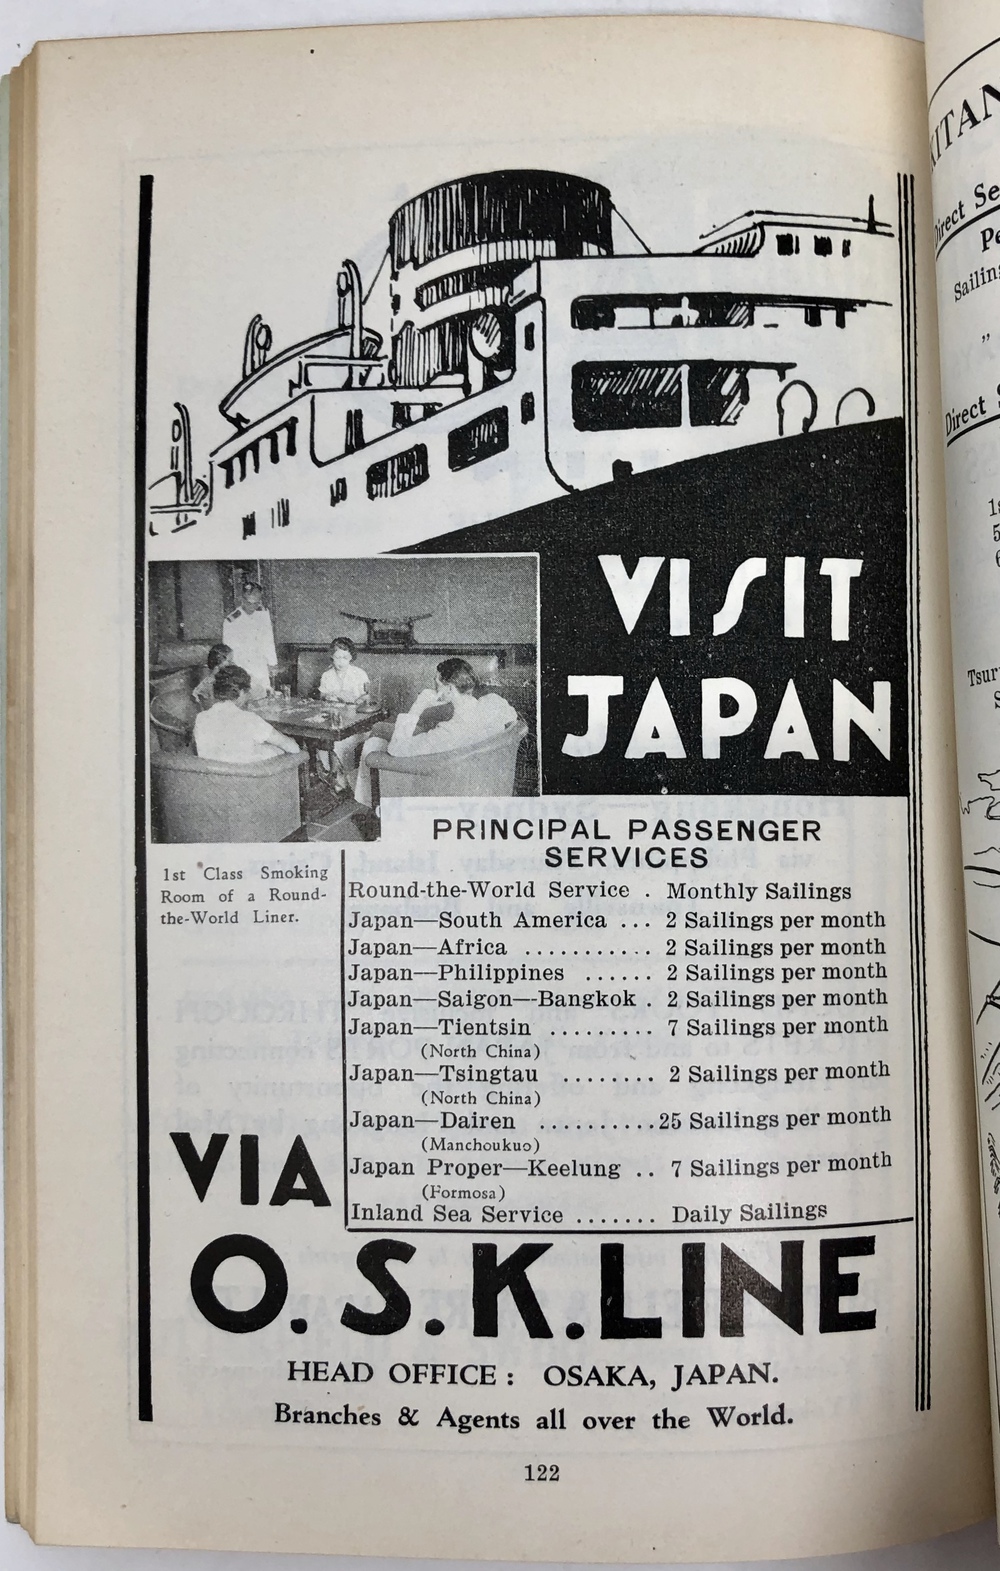 VISIT
JAPAN
PRINCIPAL PASSENGER
SERVICES
1st Class Smoking
Room of a Round-
the-World Liner.
Round-the-World Service . Monthly Sailings
Japan—South America ... 2 Sailings per month
Japan—Africa ........... 2 Sailings per month
Japan—Philippines ...... 2 Sailings per month
Japan—Saigon—Bangkok . 2 Sailings per month
Japan—Tientsin ......... 7 Sailings per month
(North China)
Japan—Tsingtau ........ 2 Sailings per month
(North China)
Japan—Dairen ..........25 Sailings per month
(Manchoukuo)
Japan Proper—Keelung .. 7 Sailings per month
(Formosa)
Inland Sea Service ....... Daily Sailings
VIA
O.S.K.LINE
HEAD OFFICE : OSAKA, JAPAN.
Branches & Agents all over the World.
122
Direct
Direct